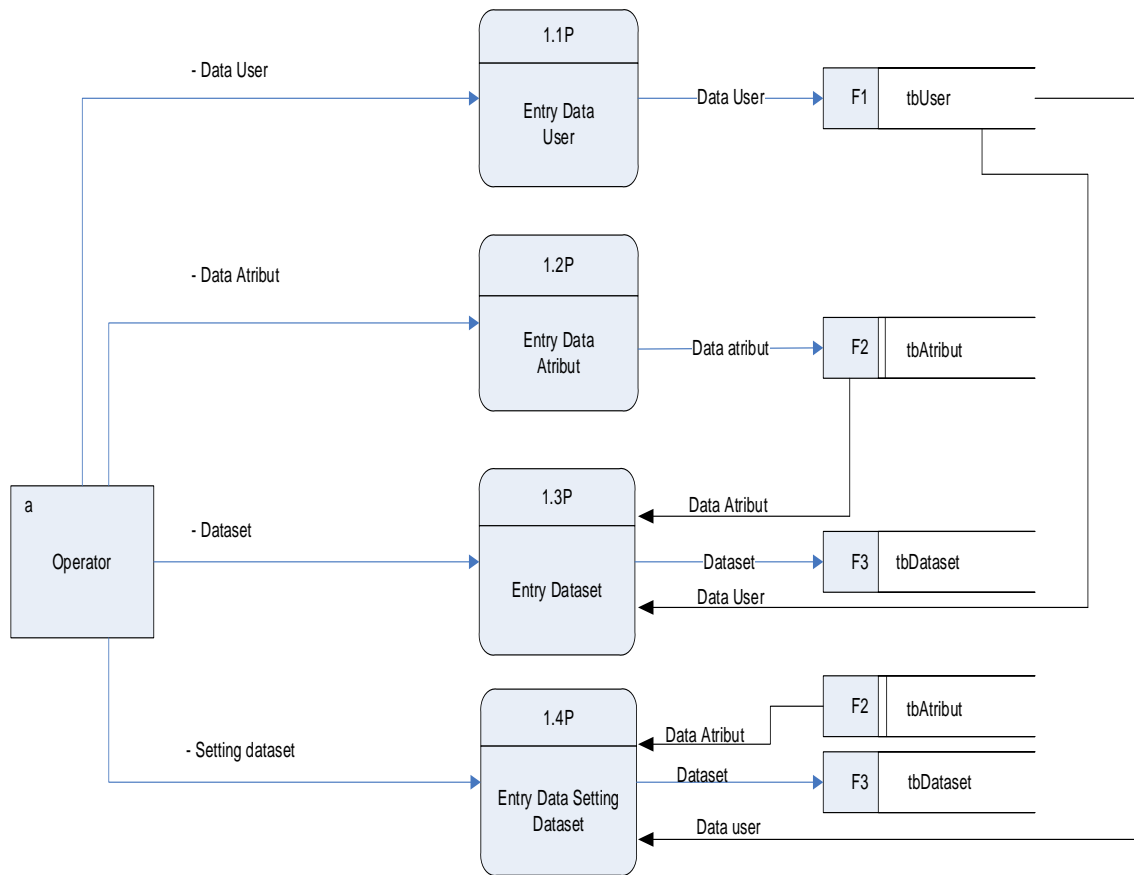 1.1P
- Data User
Entry Data
User
Data User
F1
tbUser
1.2P
- Data Atribut
Entry Data
Atribut
Data atribut
F2
tbAtribut
a
Operator
1.3P
- Dataset
Entry Dataset
Data Atribut
Dataset
F3
tbDataset
Data User
1.4P
- Setting dataset
Entry Data Setting
Dataset
Data Atribut
F2
tbAtribut
Dataset
F3
tbDataset
Data user